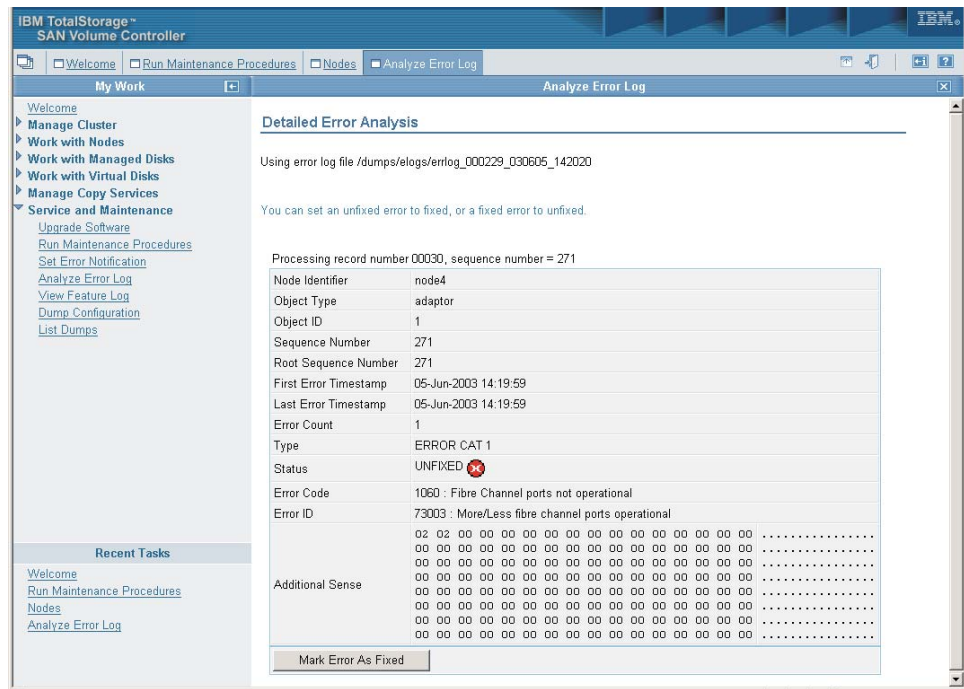 IBM TotalStorage™
SAN Volume Controller
IBM®
Welcome
Run Maintenance Procedures
Nodes
Analyze Error Log
?
My Work
Analyze Error Log
Welcome
Manage Cluster
Work with Nodes
Work with Managed Disks
Work with Virtual Disks
Manage Copy Services
Service and Maintenance
Upgrade Software
Run Maintenance Procedures
Set Error Notification
Analyze Error Log
View Feature Log
Dump Configuration
List Dumps
Recent Tasks
Welcome
Run Maintenance Procedures
Nodes
Analyze Error Log
Detailed Error Analysis
Using error log file /dumps/elogs/errlog_000229_030605_142020
You can set an unfixed error to fixed, or a fixed error to unfixed.
Processing record number 00030, sequence number = 271
Node Identifier node4
Object Type adaptor
Object ID 1
Sequence Number 271
Root Sequence Number 271
First Error Timestamp 05-Jun-2003 14:19:59
Last Error Timestamp 05-Jun-2003 14:19:59
Error Count 1
Type ERROR CAT 1
Status UNFIXED
Error Code 1060 : Fibre Channel ports not operational
Error ID 73003 : More/Less fibre channel ports operational
Additional Sense
02 02 00 00 00 00 00 00 00 00 00 00 00 00 00 00 ................
00 00 00 00 00 00 00 00 00 00 00 00 00 00 00 00 ................
00 00 00 00 00 00 00 00 00 00 00 00 00 00 00 00 ................
00 00 00 00 00 00 00 00 00 00 00 00 00 00 00 00 ................
00 00 00 00 00 00 00 00 00 00 00 00 00 00 00 00 ................
00 00 00 00 00 00 00 00 00 00 00 00 00 00 00 00 ................
00 00 00 00 00 00 00 00 00 00 00 00 00 00 00 00 ................
00 00 00 00 00 00 00 00 00 00 00 00 00 00 00 00 ................
Mark Error As Fixed